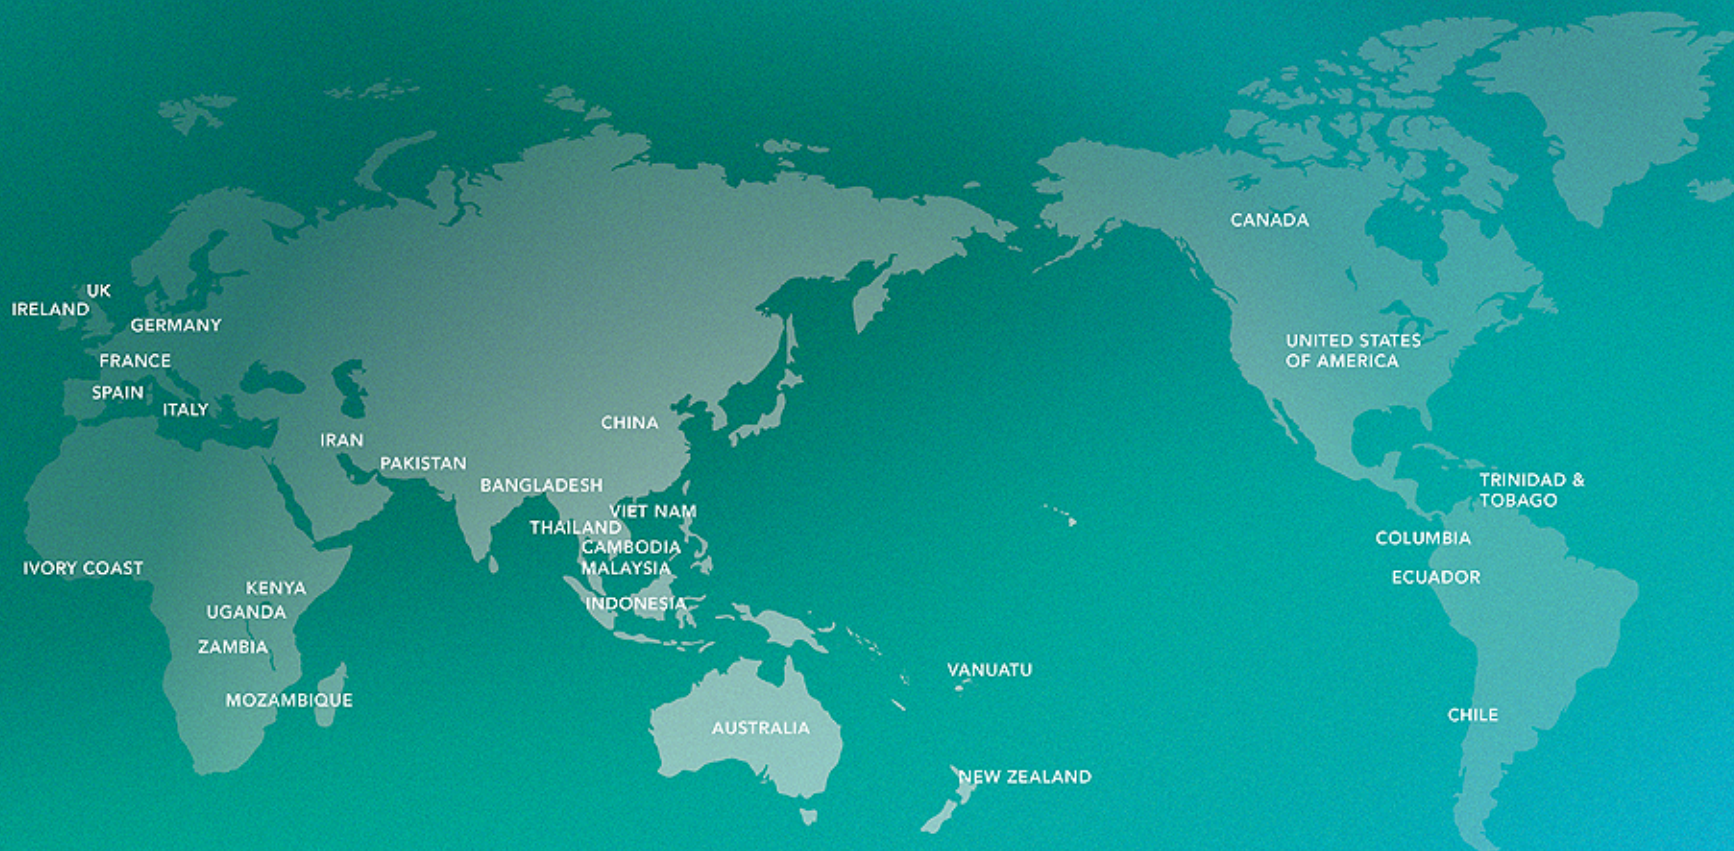 CANADA
UK
IRELAND
GERMANY
FRANCE
SPAIN
ITALY
UNITED STATES
OF AMERICA
CHINA
IRAN
PAKISTAN
BANGLADESH
VIET NAM
THAILAND
CAMBODIA
MALAYSIA
INDONESIA
TRINIDAD &
TOBAGO
COLUMBIA
ECUADOR
IVORY COAST
KENYA
UGANDA
ZAMBIA
MOZAMBIQUE
VANUATU
AUSTRALIA
CHILE
NEW ZEALAND